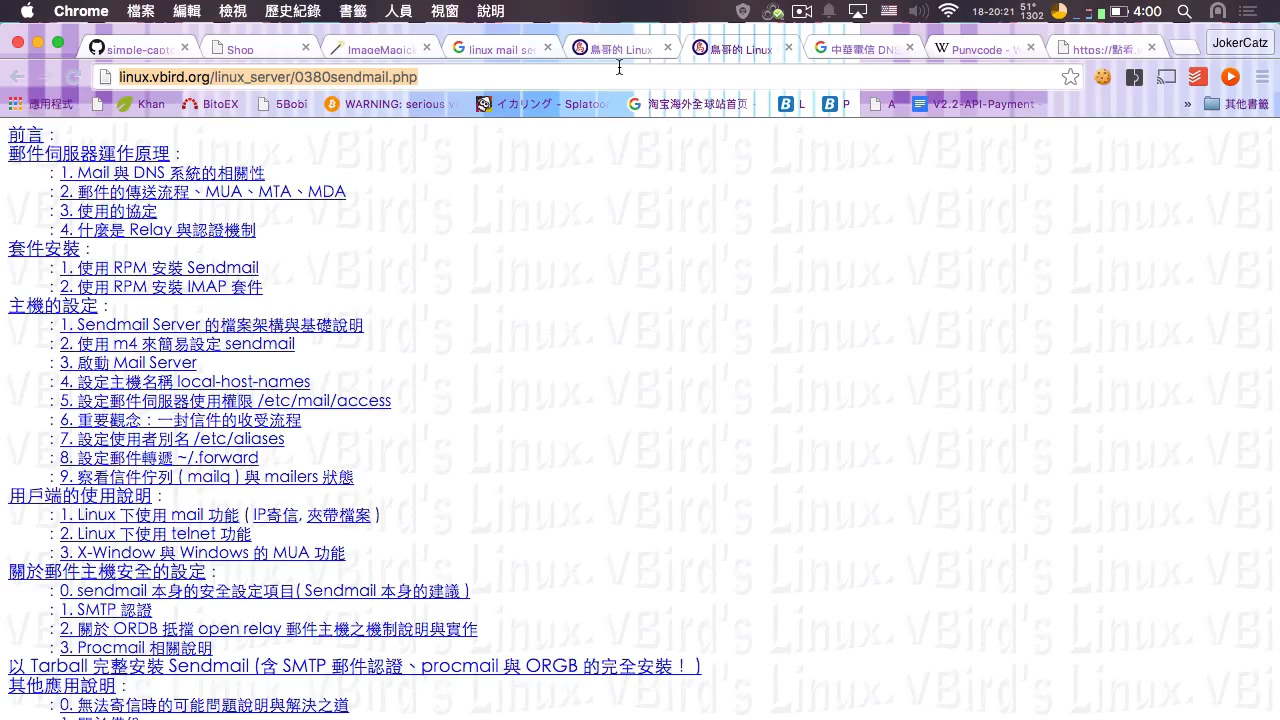 Chrome 檔案 編輯 檢視 歷史紀錄 書籤 人員 視窗 說明 18-20:21 51° 1302 4:00
simple-capto Shop ImageMagick linux mail se 鳥哥的 Linux 鳥哥的 Linux 中華電信 DNS Punycode - W https://點看. JokerCatz
linux.vbird.org/linux_server/0380sendmail.php
應用程式 Khan BitoEX 5Bobi WARNING: serious v イカリング - Splatoon 淘宝海外全球站首页 - L P A V2.2-API-Payment - » 其他書籤
前言：
郵件伺服器運作原理：
: 1. Mail 與 DNS 系統的相關性
: 2. 郵件的傳送流程、MUA、MTA、MDA
: 3. 使用的協定
: 4. 什麼是 Relay 與認證機制
套件安裝：
: 1. 使用 RPM 安裝 Sendmail
: 2. 使用 RPM 安裝 IMAP 套件
主機的設定：
: 1. Sendmail Server 的檔案架構與基礎說明
: 2. 使用 m4 來簡易設定 sendmail
: 3. 啟動 Mail Server
: 4. 設定主機名稱 local-host-names
: 5. 設定郵件伺服器使用權限 /etc/mail/access
: 6. 重要觀念：一封信件的收受流程
: 7. 設定使用者別名 /etc/aliases
: 8. 設定郵件轉遞 ~/.forward
: 9. 察看信件佇列 ( mailq ) 與 mailers 狀態
用戶端的使用說明：
: 1. Linux 下使用 mail 功能 ( IP寄信, 夾帶檔案 )
: 2. Linux 下使用 telnet 功能
: 3. X-Window 與 Windows 的 MUA 功能
關於郵件主機安全的設定：
: 0. sendmail 本身的安全設定項目( Sendmail 本身的建議 )
: 1. SMTP 認證
: 2. 關於 ORDB 抵擋 open relay 郵件主機之機制說明與實作
: 3. Procmail 相關說明
以 Tarball 完整安裝 Sendmail (含 SMTP 郵件認證、procmail 與 ORGB 的完全安裝！ )
其他應用說明：
: 0. 無法寄信時的可能問題說明與解決之道